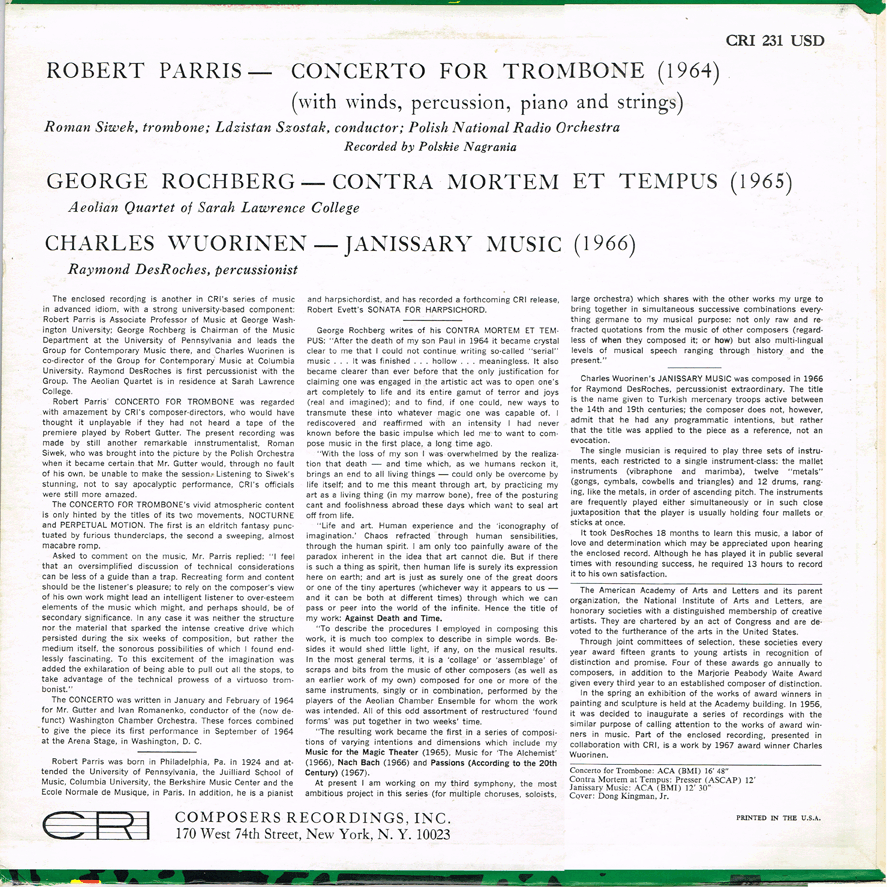 CRI 231 USD
ROBERT PARRIS — CONCERTO FOR TROMBONE (1964)
(with winds, percussion, piano and strings)
Roman Siwek, trombone; Ldzistan Szostak, conductor; Polish National Radio Orchestra
Recorded by Polskie Nagrania
GEORGE ROCHBERG — CONTRA MORTEM ET TEMPUS (1965)
Aeolian Quartet of Sarah Lawrence College
CHARLES WUORINEN — JANISSARY MUSIC (1966)
Raymond DesRoches, percussionist
The enclosed recording is another in CRI's series of music
in advanced idiom, with a strong university-based component:
Robert Parris is Associate Professor of Music at George Wash-
ington University; George Rochberg is Chairman of the Music
Department at the University of Pennsylvania and leads the
Group for Contemporary Music there, and Charles Wuorinen is
co-director of the Group for Contemporary Music at Columbia
University. Raymond DesRoches is first percussionist with the
Group. The Aeolian Quartet is in residence at Sarah Lawrence
College.
Robert Parris' CONCERTO FOR TROMBONE was regarded
with amazement by CRI's composer-directors, who would have
thought it unplayable if they had not heard a tape of the
premiere played by Robert Gutter. The present recording was
made by still another remarkable innstrumentalist, Roman
Siwek, who was brought into the picture by the Polish Orchestra
when it became certain that Mr. Gutter would, through no fault
of his own, be unable to make the session. Listening to Siwek's
stunning, not to say apocalyptic performance, CRI's officials
were still more amazed.
The CONCERTO FOR TROMBONE's vivid atmospheric content
is only hinted by the titles of its two movements, NOCTURNE
and PERPETUAL MOTION. The first is an eldritch fantasy punc-
tuated by furious thunderclaps, the second a sweeping, almost
macabre romp.
Asked to comment on the music, Mr. Parris replied: "I feel
that an oversimplified discussion of technical considerations
can be less of a guide than a trap. Recreating form and content
should be the listener's pleasure; to rely on the composer's view
of his own work might lead an intelligent listener to over-esteem
elements of the music which might, and perhaps should, be of
secondary significance. In any case it was neither the structure
nor the material that sparked the intense creative drive which
persisted during the six weeks of composition, but rather the
medium itself, the sonorous possibilities of which I found end-
lessly fascinating. To this excitement of the imagination was
added the exhilaration of being able to pull out all the stops, to
take advantage of the technical prowess of a virtuoso trom-
bonist."
The CONCERTO was written in January and February of 1964
for Mr. Gutter and Ivan Romanenko, conductor of the (now de-
funct) Washington Chamber Orchestra. These forces combined
to give the piece its first performance in September of 1964
at the Arena Stage, in Washington, D. C.
Robert Parris was born in Philadelphia, Pa. in 1924 and at-
tended the University of Pennsylvania, the Juilliard School of
Music, Columbia University, the Berkshire Music Center and the
Ecole Normale de Musique, in Paris. In addition, he is a pianist
and harpsichordist, and has recorded a forthcoming CRI release,
Robert Evett's SONATA FOR HARPSICHORD.
George Rochberg writes of his CONTRA MORTEM ET TEM-
PUS: "After the death of my son Paul in 1964 it became crystal
clear to me that I could not continue writing so-called "serial"
music . . . it was finished . . . hollow . . . meaningless. It also
became clearer than ever before that the only justification for
claiming one was engaged in the artistic act was to open one's
art completely to life and its entire gamut of terror and joys
(real and imagined); and to find, if one could, new ways to
transmute these into whatever magic one was capable of. I
rediscovered and reaffirmed with an intensity I had never
known before the basic impulse which led me to want to com-
pose music in the first place, a long time ago.
"With the loss of my son I was overwhelmed by the realiza-
tion that death — and time which, as we humans reckon it,
brings an end to all living things — could only be overcome by
life itself; and to me this meant through art, by practicing my
art as a living thing (in my marrow bone), free of the posturing
cant and foolishness abroad these days which want to seal art
off from life.
"Life and art. Human experience and the 'iconography of
imagination.' Chaos refracted through human sensibilities,
through the human spirit. I am only too painfully aware of the
paradox inherent in the idea that art cannot die. But if there
is such a thing as spirit, then human life is surely its expression
here on earth; and art is just as surely one of the great doors
or one of the tiny apertures (whichever way it appears to us —
and it can be both at different times) through which we can
pass or peer into the world of the infinite. Hence the title of
my work: Against Death and Time.
"To describe the procedures I employed in composing this
work, it is much too complex to describe in simple words. Be-
sides it would shed little light, if any, on the musical results.
In the most general terms, it is a 'collage' or 'assemblage' of
scraps and bits from the music of other composers (as well as
an earlier work of my own) composed for one or more of the
same instruments, singly or in combination, performed by the
players of the Aeolian Chamber Ensemble for whom the work
was intended. All of this odd assortment of restructured 'found
forms' was put together in two weeks' time.
"The resulting work became the first in a series of composi-
tions of varying intentions and dimensions which include my
Music for the Magic Theater (1965), Music for 'The Alchemist'
(1966), Nach Bach (1966) and Passions (According to the 20th
Century) (1967).
At present I am working on my third symphony, the most
ambitious project in this series (for multiple choruses, soloists,
large orchestra) which shares with the other works my urge to
bring together in simultaneous successive combinations every-
thing germane to my musical purpose: not only raw and re-
fracted quotations from the music of other composers (regard-
less of when they composed it; or how) but also multi-lingual
levels of musical speech ranging through history and the
present."
Charles Wuorinen's JANISSARY MUSIC was composed in 1966
for Raymond DesRoches, percussionist extraordinary. The title
is the name given to Turkish mercenary troops active between
the 14th and 19th centuries; the composer does not, however,
admit that he had any programmatic intentions, but rather
that the title was applied to the piece as a reference, not an
evocation.
The single musician is required to play three sets of instru-
ments, each restricted to a single instrument-class: the mallet
instruments (vibraphone and marimba), twelve "metals"
(gongs, cymbals, cowbells and triangles) and 12 drums, rang-
ing, like the metals, in order of ascending pitch. The instruments
are frequently played either simultaneously or in such close
juxtaposition that the player is usually holding four mallets or
sticks at once.
It took DesRoches 18 months to learn this music, a labor of
love and determination which may be appreciated upon hearing
the enclosed record. Although he has played it in public several
times with resounding success, he required 13 hours to record
it to his own satisfaction.
The American Academy of Arts and Letters and its parent
organization, the National Institute of Arts and Letters, are
honorary societies with a distinguished membership of creative
artists. They are chartered by an act of Congress and are de-
voted to the furtherance of the arts in the United States.
Through joint committees of selection, these societies every
year award fifteen grants to young artists in recognition of
distinction and promise. Four of these awards go annually to
composers, in addition to the Marjorie Peabody Waite Award
given every third year to an established composer of distinction.
In the spring an exhibition of the works of award winners in
painting and sculpture is held at the Academy building. In 1956,
it was decided to inaugurate a series of recordings with the
similar purpose of calling attention to the works of award win-
ners in music. Part of the enclosed recording, presented in
collaboration with CRI, is a work by 1967 award winner Charles
Wuorinen.
Concerto for Trombone: ACA (BMI) 16' 48"
Contra Mortem at Tempus: Presser (ASCAP) 12'
Janissary Music: ACA (BMI) 12' 30"
Cover: Dong Kingman, Jr.
CRI
COMPOSERS RECORDINGS, INC.
170 West 74th Street, New York, N. Y. 10023
PRINTED IN THE U.S.A.